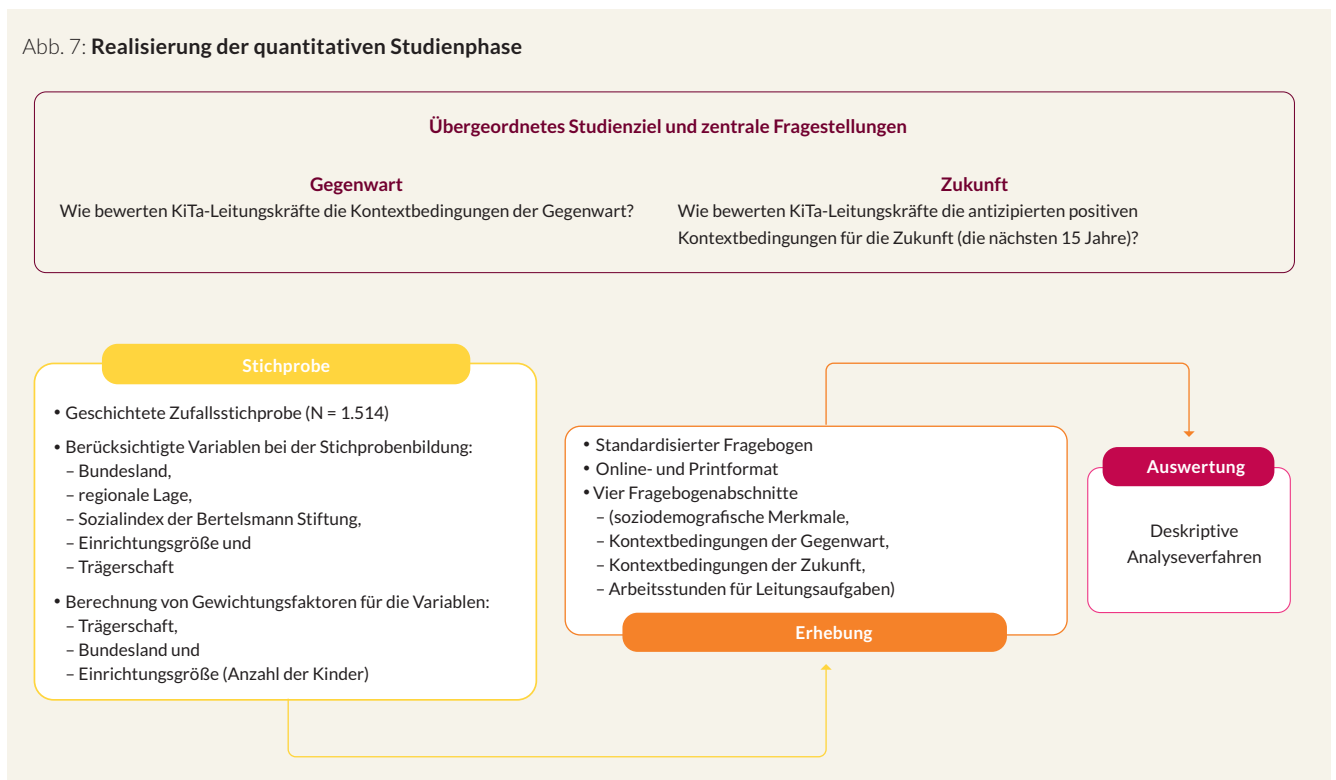 Abb. 7: Realisierung der quantitativen Studienphase
Übergeordnetes Studienziel und zentrale Fragestellungen
Gegenwart
Wie bewerten KiTa-Leitungskräfte die Kontextbedingungen der Gegenwart?
Zukunft
Wie bewerten KiTa-Leitungskräfte die antizipierten positiven
Kontextbedingungen für die Zukunft (die nächsten 15 Jahre)?
Stichprobe
• Geschichtete Zufallsstichprobe (N = 1.514)
• Berücksichtigte Variablen bei der Stichprobenbildung:
– Bundesland,
– regionale Lage,
– Sozialindex der Bertelsmann Stiftung,
– Einrichtungsgröße und
– Trägerschaft
• Berechnung von Gewichtungsfaktoren für die Variablen:
– Trägerschaft,
– Bundesland und
– Einrichtungsgröße (Anzahl der Kinder)
• Standardisierter Fragebogen
• Online- und Printformat
• Vier Fragebogenabschnitte
– (soziodemografische Merkmale,
– Kontextbedingungen der Gegenwart,
– Kontextbedingungen der Zukunft,
– Arbeitsstunden für Leitungsaufgaben)
Erhebung
Auswertung
Deskriptive
Analyseverfahren